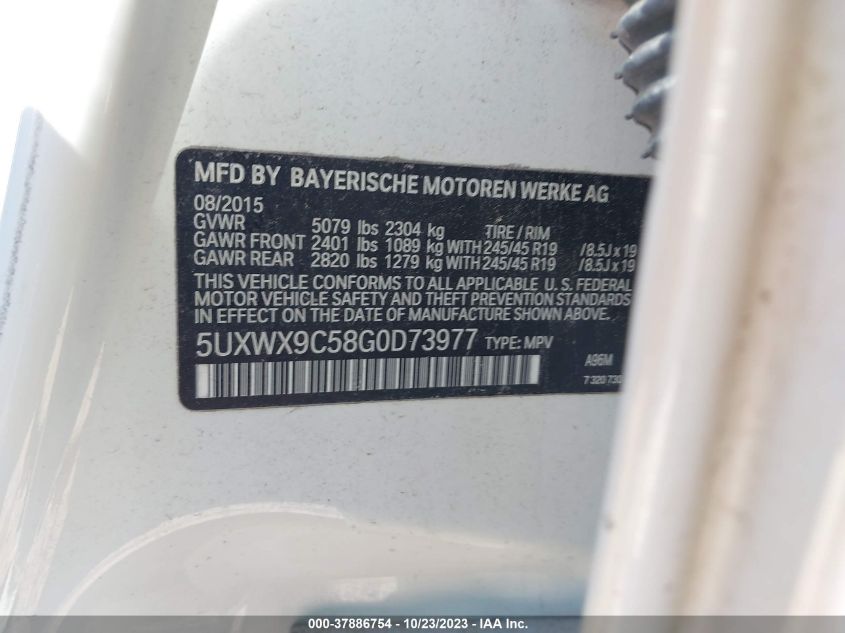 MFD BY BAYERISCHE MOTOREN WERKE AG
08/2015
GVWR 5079 lbs 2304 kg TIRE / RIM
GAWR FRONT 2401 lbs 1089 kg WITH 245/45 R19 /8.5J x 19
GAWR REAR 2820 lbs 1279 kg WITH 245/45 R19 /8.5J x 19
THIS VEHICLE CONFORMS TO ALL APPLICABLE U. S. FEDERAL
MOTOR VEHICLE SAFETY AND THEFT PREVENTION STANDARDS
IN EFFECT ON THE DATE OF MANUFACTURE SHOWN ABOVE.
5UXWX9C58G0D73977 TYPE: MPV
A96M
7 320 730
000-37886754 - 10/23/2023 - IAA Inc.